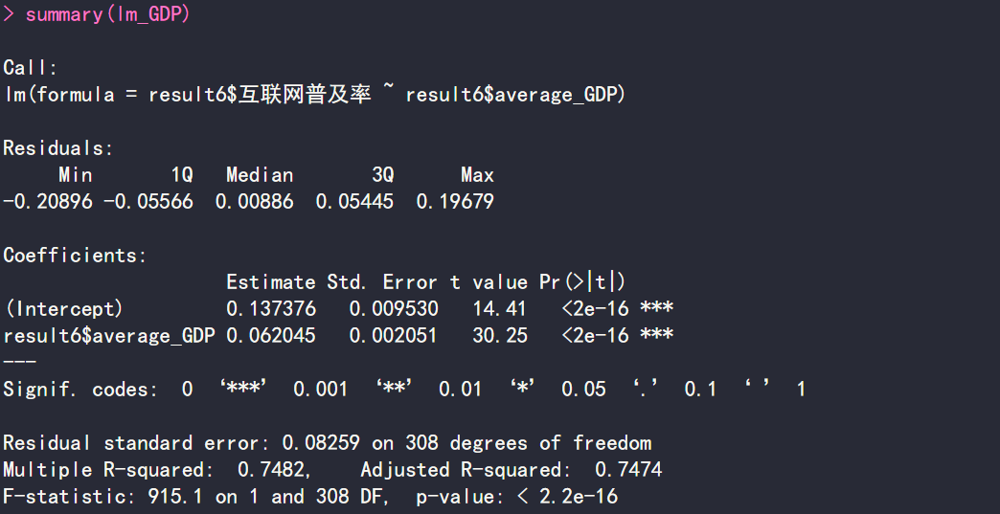 > summary(lm_GDP)
Call:
lm(formula = result6$互联网普及率 ~ result6$average_GDP)
Residuals:
     Min       1Q   Median       3Q      Max
-0.20896 -0.05566  0.00886  0.05445  0.19679
Coefficients:
                    Estimate Std. Error t value Pr(>|t|)
(Intercept)         0.137376   0.009530   14.41   <2e-16 ***
result6$average_GDP 0.062045   0.002051   30.25   <2e-16 ***
---
Signif. codes:  0 ‘***’ 0.001 ‘**’ 0.01 ‘*’ 0.05 ‘.’ 0.1 ‘ ’ 1
Residual standard error: 0.08259 on 308 degrees of freedom
Multiple R-squared:  0.7482,    Adjusted R-squared:  0.7474
F-statistic: 915.1 on 1 and 308 DF,  p-value: < 2.2e-16